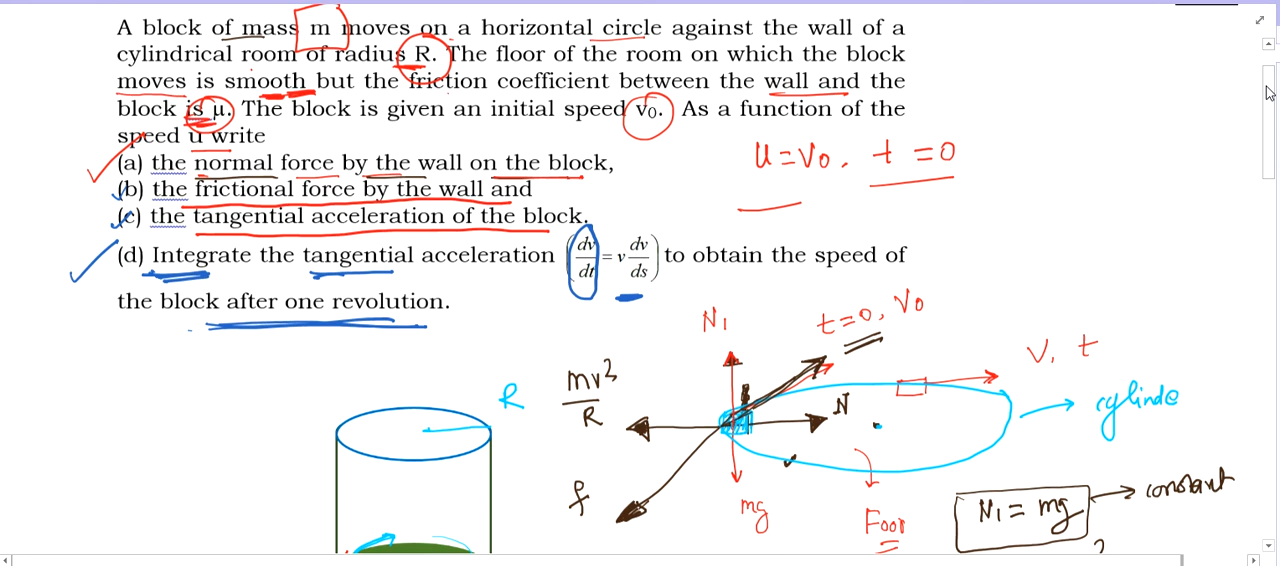 A block of mass m moves on a horizontal circle against the wall of a
cylindrical room of radius R. The floor of the room on which the block
moves is smooth but the friction coefficient between the wall and the
block is μ. The block is given an initial speed v₀. As a function of the
speed u write
u = v₀. t = 0
(a) the normal force by the wall on the block,
(b) the frictional force by the wall and
(c) the tangential acceleration of the block.
(d) Integrate the tangential acceleration (dv/dt = v dv/ds) to obtain the speed of
the block after one revolution.
N₁
t=0, V₀
V, t
mv²/R
R
N
cylinde
f
mg
Foor
N₁ = mg
constant